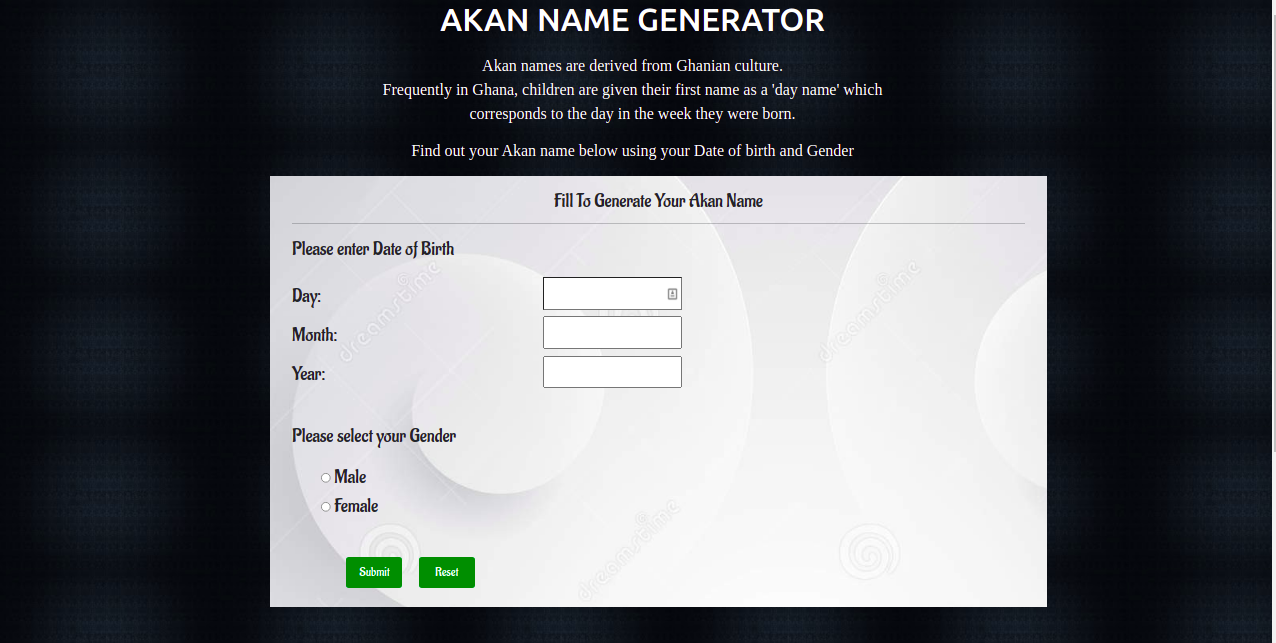 AKAN NAME GENERATOR
Akan names are derived from Ghanian culture.
Frequently in Ghana, children are given their first name as a 'day name' which
corresponds to the day in the week they were born.
Find out your Akan name below using your Date of birth and Gender
Fill To Generate Your Akan Name
Please enter Date of Birth
Day:
Month:
Year:
Please select your Gender
Male
Female
Submit Reset
dreamstime
dreamstime
dreamstime